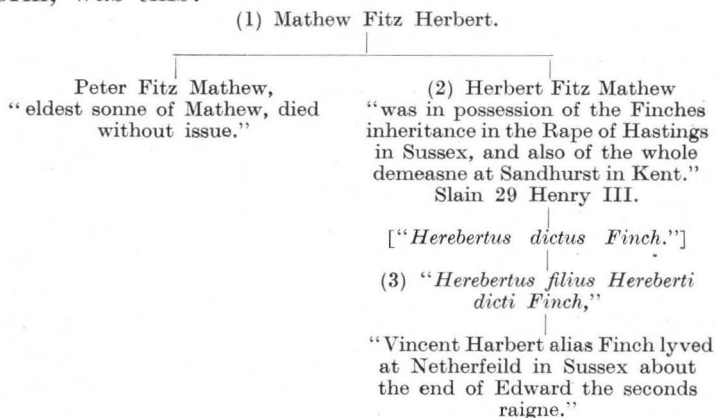 (1) Mathew Fitz Herbert.
Peter Fitz Mathew,
“eldest sonne of Mathew, died
without issue.”
(2) Herbert Fitz Mathew
“was in possession of the Finches
inheritance in the Rape of Hastings
in Sussex, and also of the whole
demeasne at Sandhurst in Kent.”
Slain 29 Henry III.
[“Herebertus dictus Finch.”]
(3) “Herebertus filius Hereberti
dicti Finch,”
“Vincent Harbert alias Finch lyved
at Netherfeild in Sussex about
the end of Edward the seconds
raigne.”